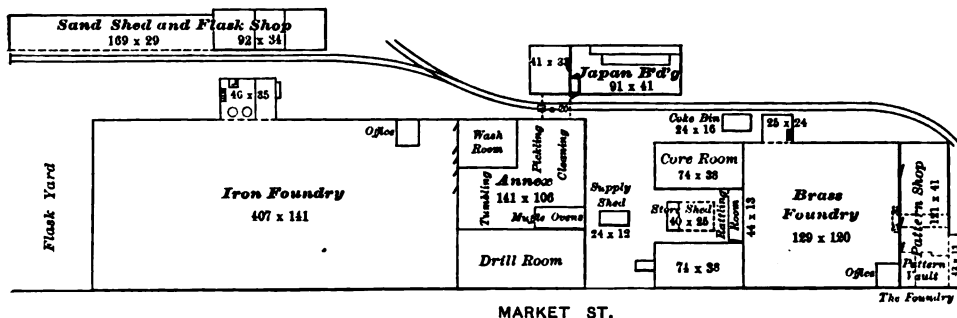 Sand Shed and Flask Shop
169 x 29
92 x 34
41 x 33
Japan B'd'g
91 x 41
46 x 35
Coke Bin
24 x 16
25 x 24
Office
Wash
Room
Pickling
Cleaning
Core Room
74 x 38
Pattern Shop
121 x 41
Flask Yard
Iron Foundry
407 x 141
Tumbling
Annex
141 x 106
Supply
Shed
24 x 12
Store Shed
40 x 25
Rattling
Room
44 x 13
Brass
Foundry
129 x 120
Muffle Ovens
Drill Room
74 x 38
Office
Pattern
Vault
The Foundry
MARKET ST.